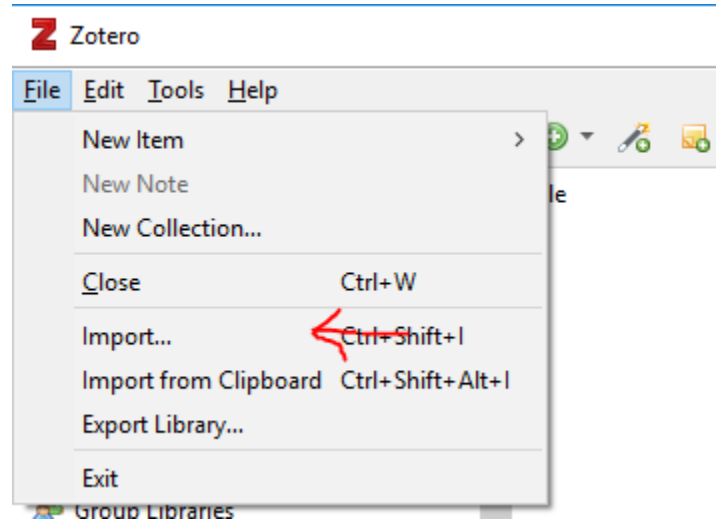 Zotero
File Edit Tools Help
New Item
New Note
le
New Collection...
Close Ctrl+W
Import... Ctrl+Shift+I
Import from Clipboard Ctrl+Shift+Alt+I
Export Library...
Exit
Group Libraries